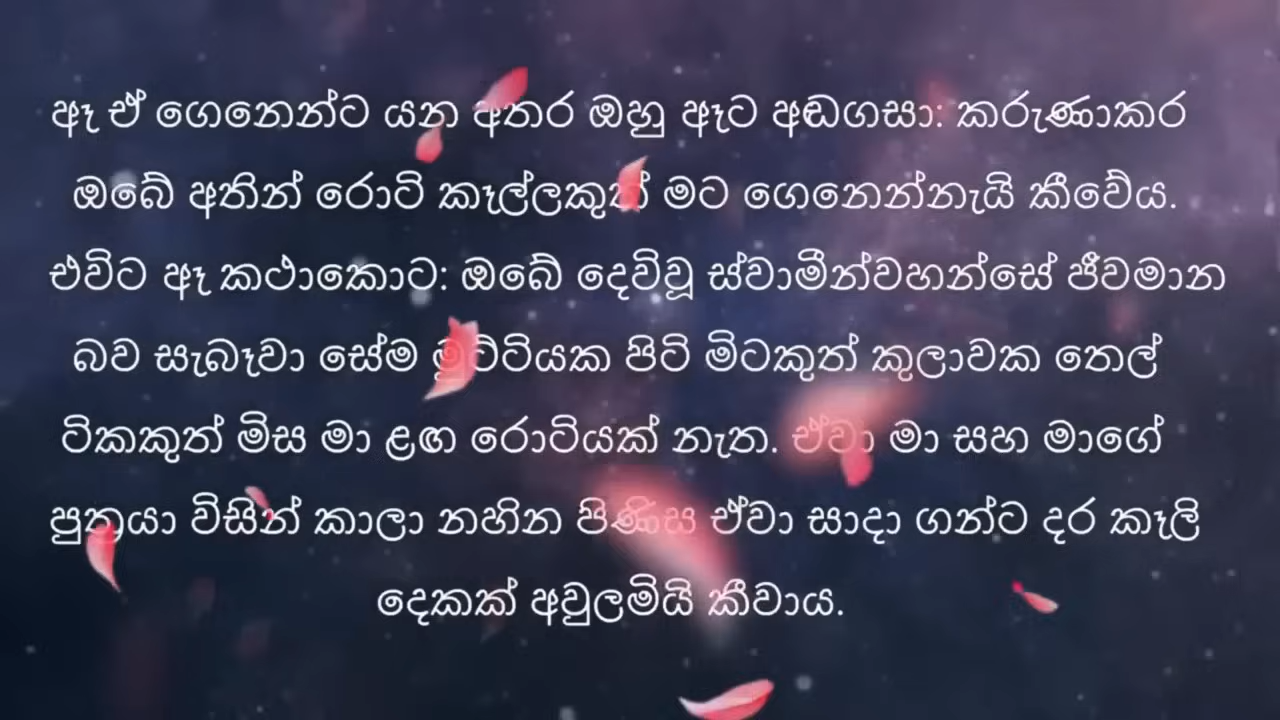 ඈ ඒ ගෙනෙන්ට යන අතර ඔහු ඈට අඬගසා: කරුණාකර
ඔබේ අතින් රොටි කෑල්ලකුත් මට ගෙනෙන්නැයි කීවේය.
එවිට ඈ කථාකොට: ඔබේ දෙවිවූ ස්වාමීන්වහන්සේ ජීවමාන
බව සැබෑවා සේම මුට්ටියක පිටි මිටකුත් කුලාවක තෙල්
ටිකකුත් මිස මා ළඟ රොටියක් නැත. ඒවා මා සහ මාගේ
පුත්‍රයා විසින් කාලා නහින පිණිස ඒවා සාදා ගන්ට දර කෑලි
දෙකක් අවුලමියි කීවාය.